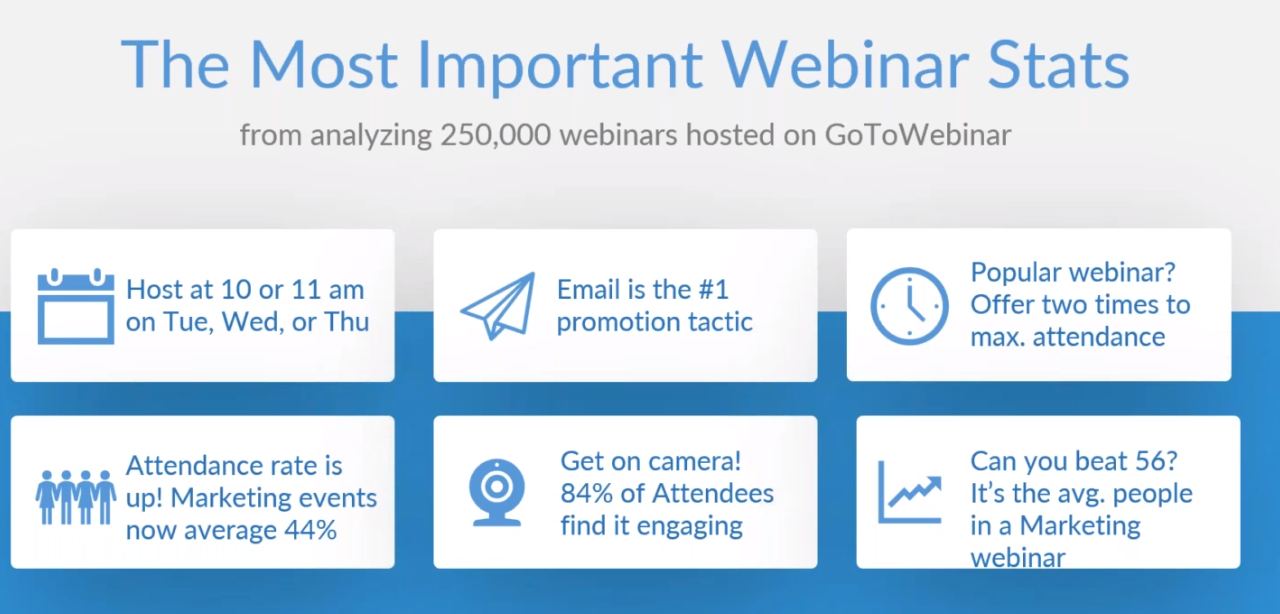 The Most Important Webinar Stats
from analyzing 250,000 webinars hosted on GoToWebinar
Host at 10 or 11 am
on Tue, Wed, or Thu
Email is the #1
promotion tactic
Popular webinar?
Offer two times to
max. attendance
Attendance rate is
up! Marketing events
now average 44%
Get on camera!
84% of Attendees
find it engaging
Can you beat 56?
It’s the avg. people
in a Marketing
webinar